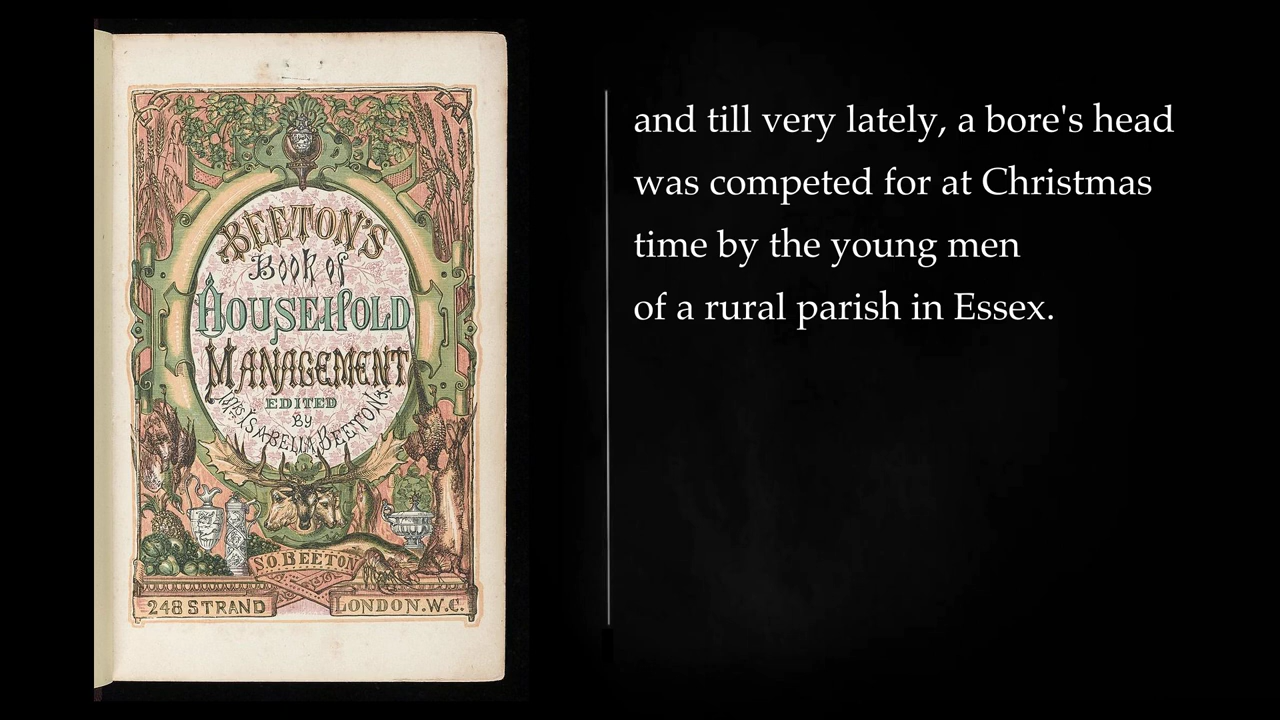 BEETON'S
Book of
HOUSEHOLD
MANAGEMENT
EDITED
BY
MRS ISABELLA BEETON
S.O. BEETON
248 STRAND
LONDON. W.C.
and till very lately, a bore's head
was competed for at Christmas
time by the young men
of a rural parish in Essex.